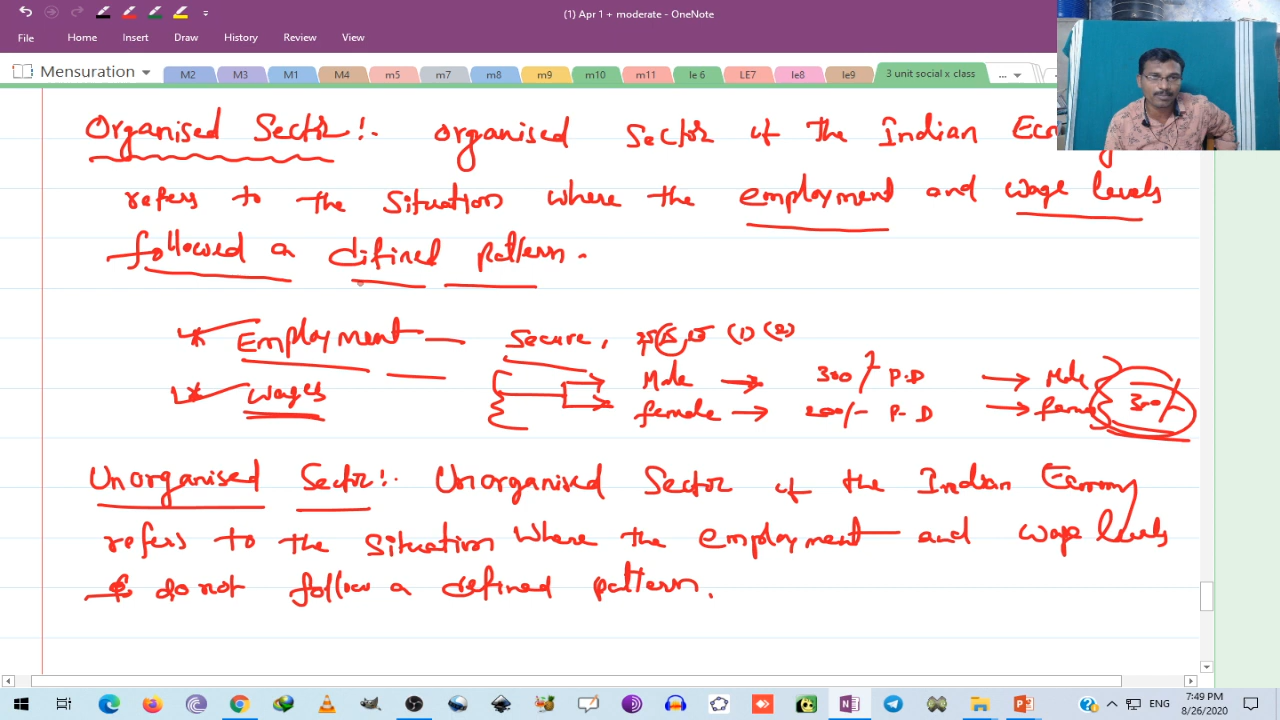 (1) Apr 1 + moderate - OneNote
File Home Insert Draw History Review View
Mensuration M2 M3 M1 M4 m5 m7 m8 m9 m10 m11 le 6 LE7 le8 le9 3 unit social x class ...
Organised Sector:- Organised Sector of the Indian
refers to the situation where the employment and wage levels
followed a difined pattern.
* Employment — Secure, (1) (2)
Male → 300/- P.D → Male
* Wages 300/-
female → 200/- P-D →
Unorganised Sector:- Unorganised Sector of the Indian Economy
refers to the situation where the employment and wage levels
do not follow a defined pattern.
7:49 PM
ENG
8/26/2020